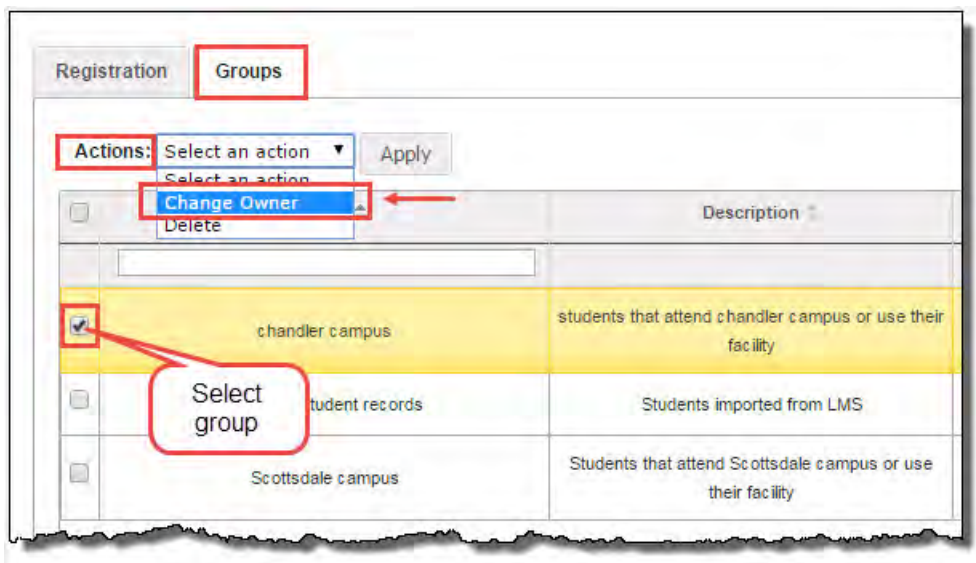 Registration Groups
Actions: Select an action Apply
Select an action
Change Owner
Delete
Description
chandler campus
students that attend chandler campus or use their
facility
Select
group
tudent records
Students imported from LMS
Scottsdale campus
Students that attend Scottsdale campus or use
their facility